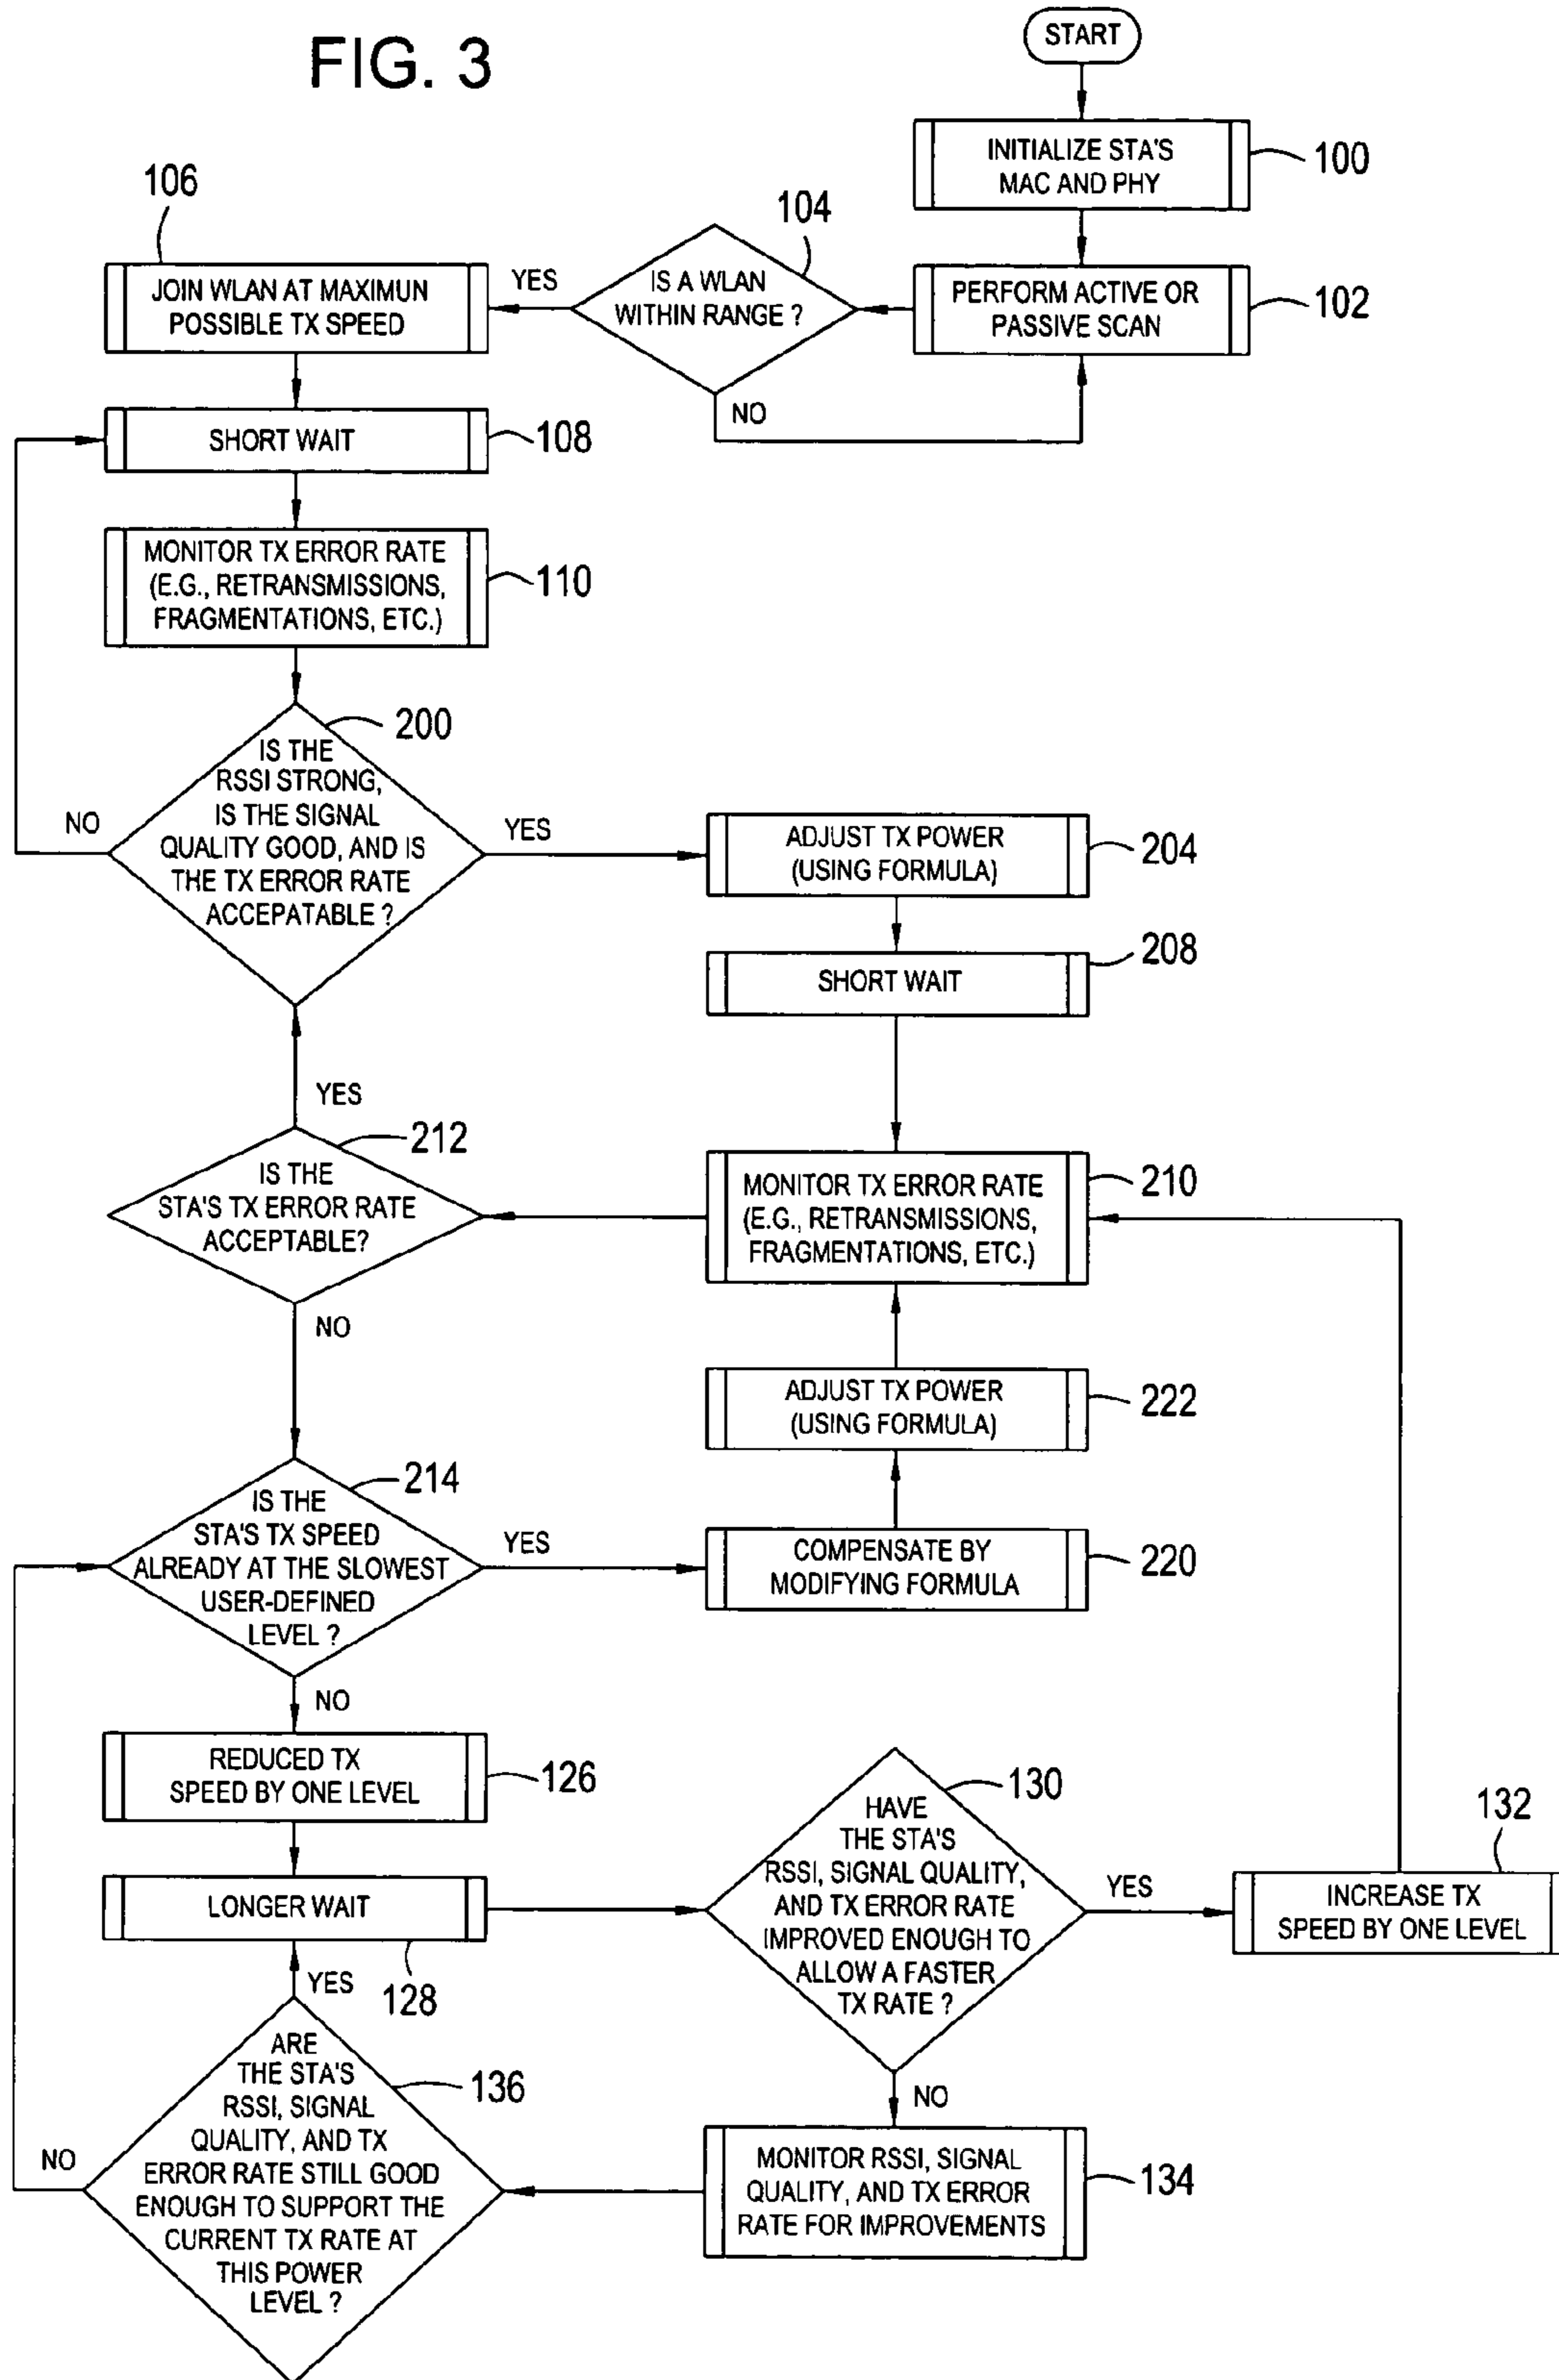 FIG. 3
START
INITIALIZE STA'S
MAC AND PHY
100
106
104
JOIN WLAN AT MAXIMUN
POSSIBLE TX SPEED
YES
IS A WLAN
WITHIN RANGE ?
PERFORM ACTIVE OR
PASSIVE SCAN
102
NO
SHORT WAIT
108
MONITOR TX ERROR RATE
(E.G., RETRANSMISSIONS,
FRAGMENTATIONS, ETC.)
110
200
IS THE
RSSI STRONG,
IS THE SIGNAL
QUALITY GOOD, AND IS
THE TX ERROR RATE
ACCEPATABLE ?
NO
YES
ADJUST TX POWER
(USING FORMULA)
204
SHORT WAIT
208
YES
212
IS THE
STA'S TX ERROR RATE
ACCEPTABLE?
MONITOR TX ERROR RATE
(E.G., RETRANSMISSIONS,
FRAGMENTATIONS, ETC.)
210
NO
ADJUST TX POWER
(USING FORMULA)
222
214
IS THE
STA'S TX SPEED
ALREADY AT THE SLOWEST
USER-DEFINED
LEVEL ?
YES
COMPENSATE BY
MODIFYING FORMULA
220
NO
REDUCED TX
SPEED BY ONE LEVEL
126
130
HAVE
THE STA'S
RSSI, SIGNAL QUALITY,
AND TX ERROR RATE
IMPROVED ENOUGH TO
ALLOW A FASTER
TX RATE ?
YES
132
INCREASE TX
SPEED BY ONE LEVEL
LONGER WAIT
128
YES
NO
ARE
THE STA'S
RSSI, SIGNAL
QUALITY, AND TX
ERROR RATE STILL GOOD
ENOUGH TO SUPPORT THE
CURRENT TX RATE AT
THIS POWER
LEVEL ?
136
NO
MONITOR RSSI, SIGNAL
QUALITY, AND TX ERROR
RATE FOR IMPROVEMENTS
134